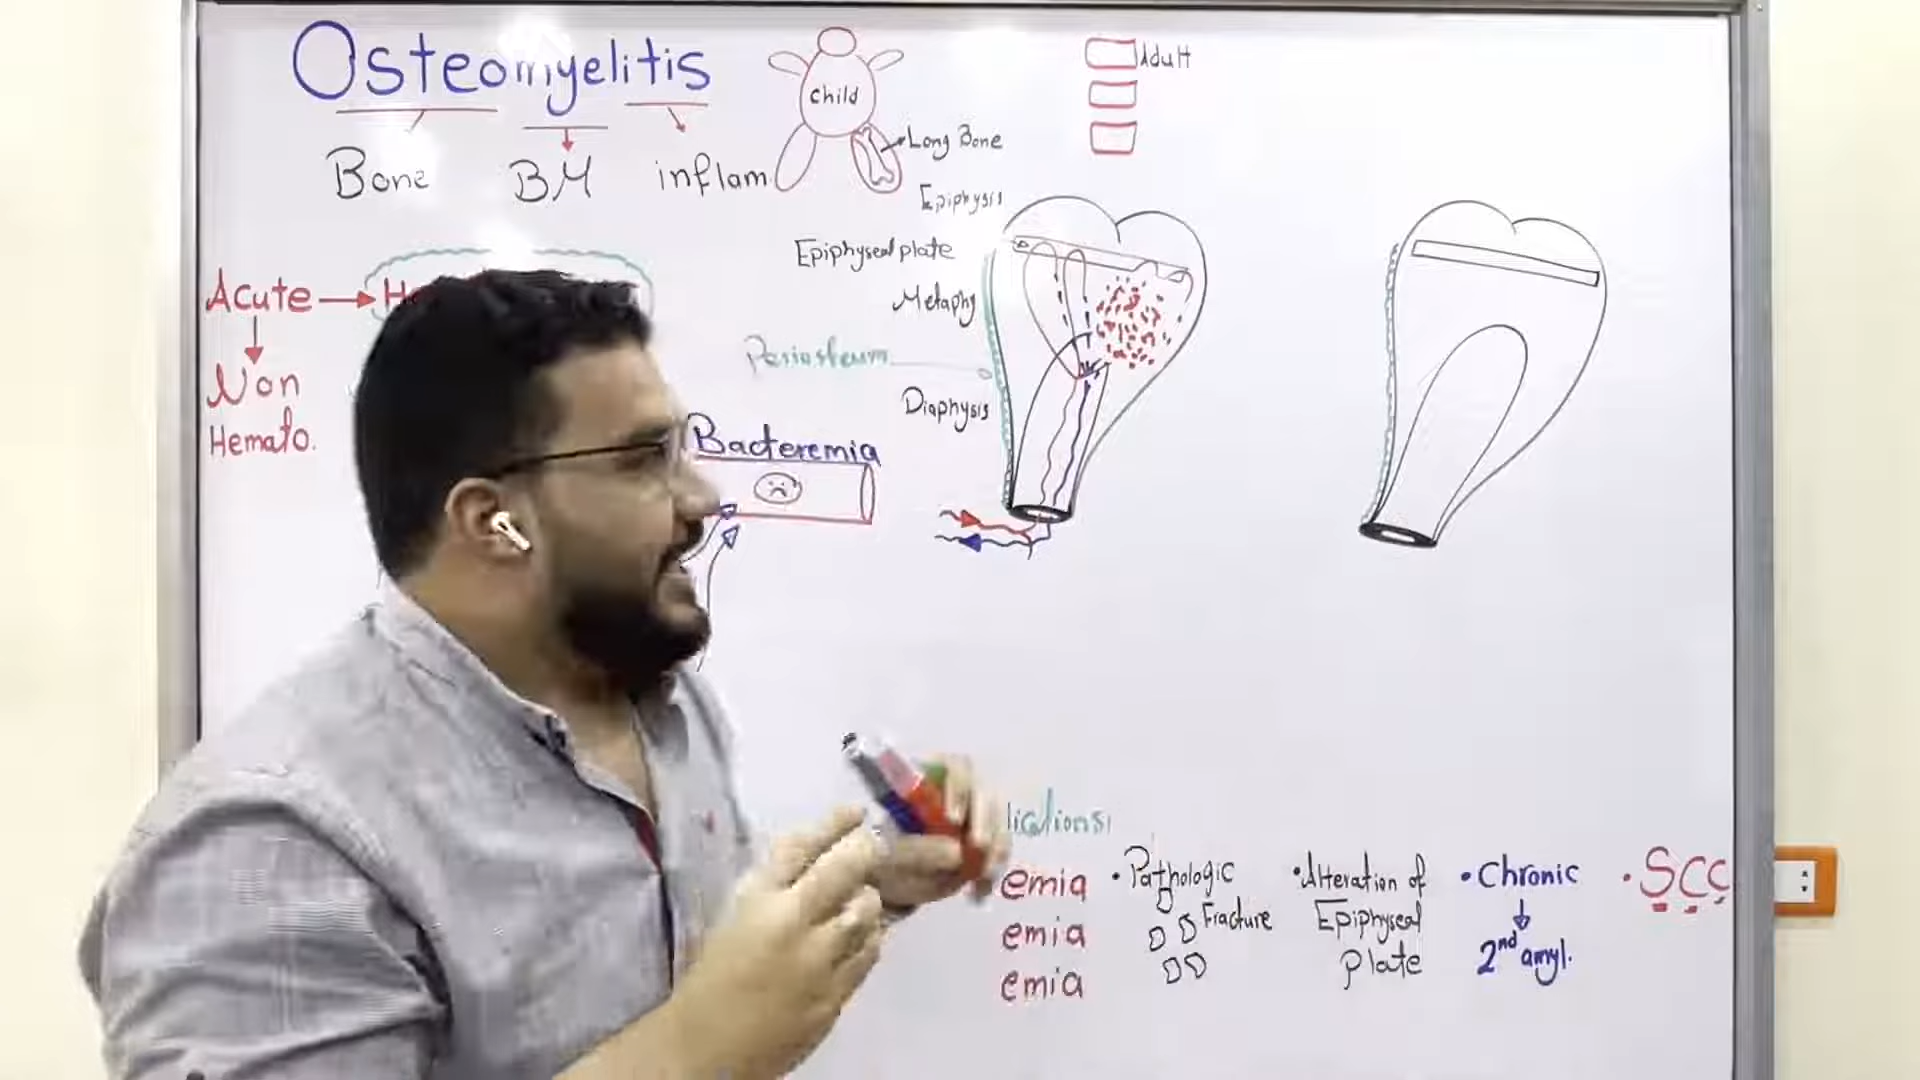 Osteomyelitis
Bone
BM
inflam
child
Long Bone
Adult
Epiphysis
Epiphyseal plate
Metaphy
Periosteum
Diaphysis
Acute
Non
Hemato.
Bacteremia
emia
emia
emia
• Pathologic
Fracture
• Alteration of
Epiphyseal
plate
• Chronic
2nd amyl.
• SCC